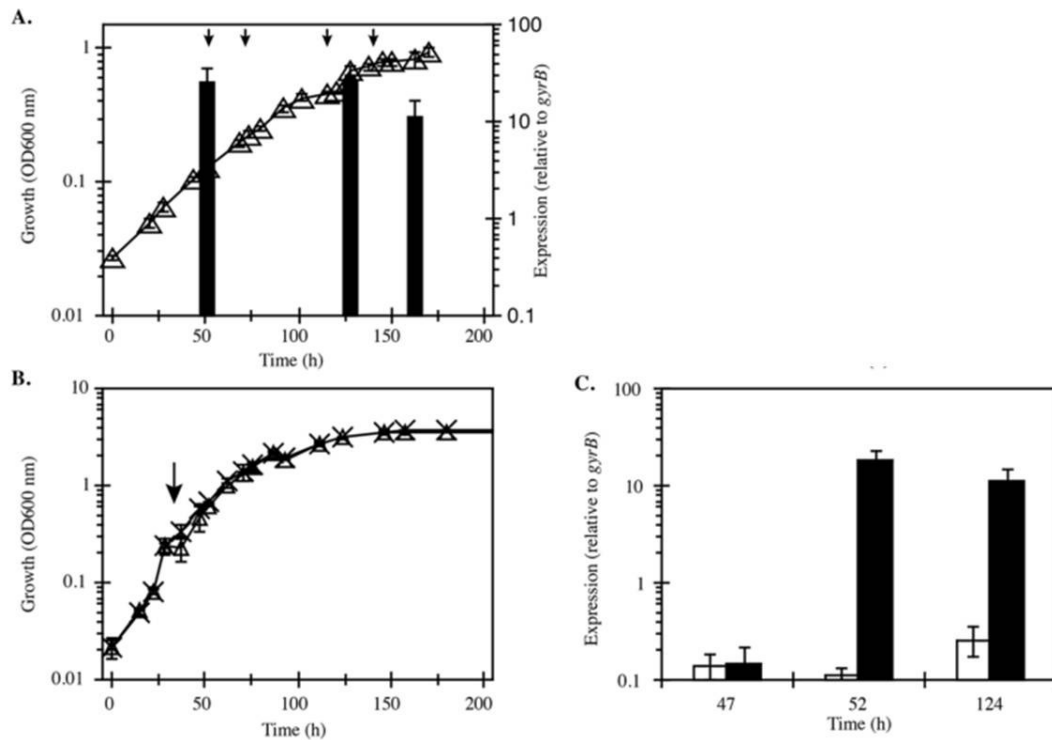 A.
1
0.1
0.01
Growth (OD600 nm)
100
10
1
0.1
Expression (relative to gyrB)
0 50 100 150 200
Time (h)
B.
10
1
0.1
0.01
Growth (OD600 nm)
0 50 100 150 200
Time (h)
C.
100
10
1
0.1
Expression (relative to gyrB)
47 52 124
Time (h)